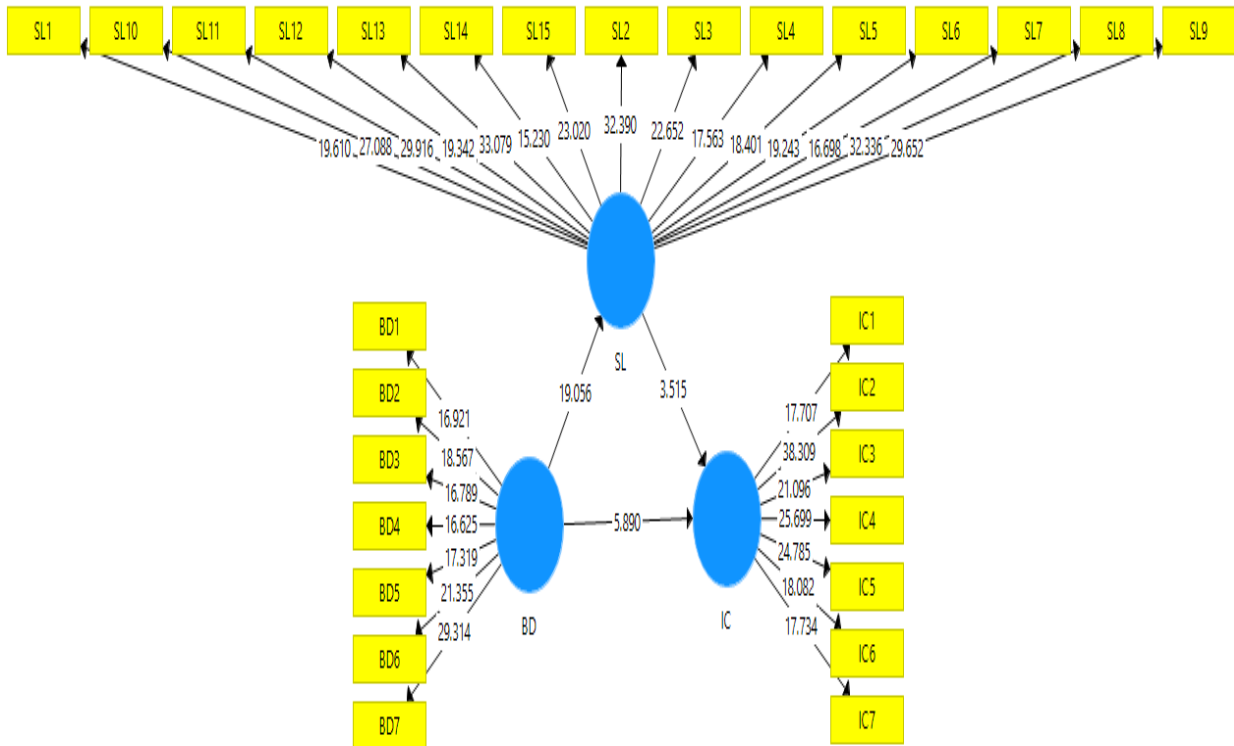 SL1 SL10 SL11 SL12 SL13 SL14 SL15 SL2 SL3 SL4 SL5 SL6 SL7 SL8 SL9
19.610 27.088 29.916 19.342 33.079 15.230 23.020 32.390 22.652 17.563 18.401 19.243 16.698 32.336 29.652
SL
19.056
3.515
BD1
BD2
BD3
BD4
BD5
BD6
BD7
16.921
18.567
16.789
16.625
17.319
21.355
29.314
BD
5.890
IC
17.707
38.309
21.096
25.699
24.785
18.082
17.734
IC1
IC2
IC3
IC4
IC5
IC6
IC7